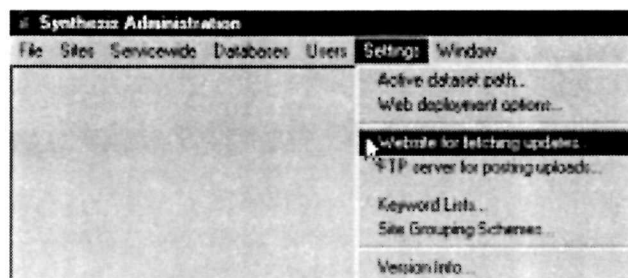 Synthesis Administration
File Sites Servicewide Databases Users Settings Window
Active dataset path...
Web deployment options...
Website for fetching updates...
FTP server for posting uploads...
Keyword Lists...
Site Grouping Schemes...
Version Info...